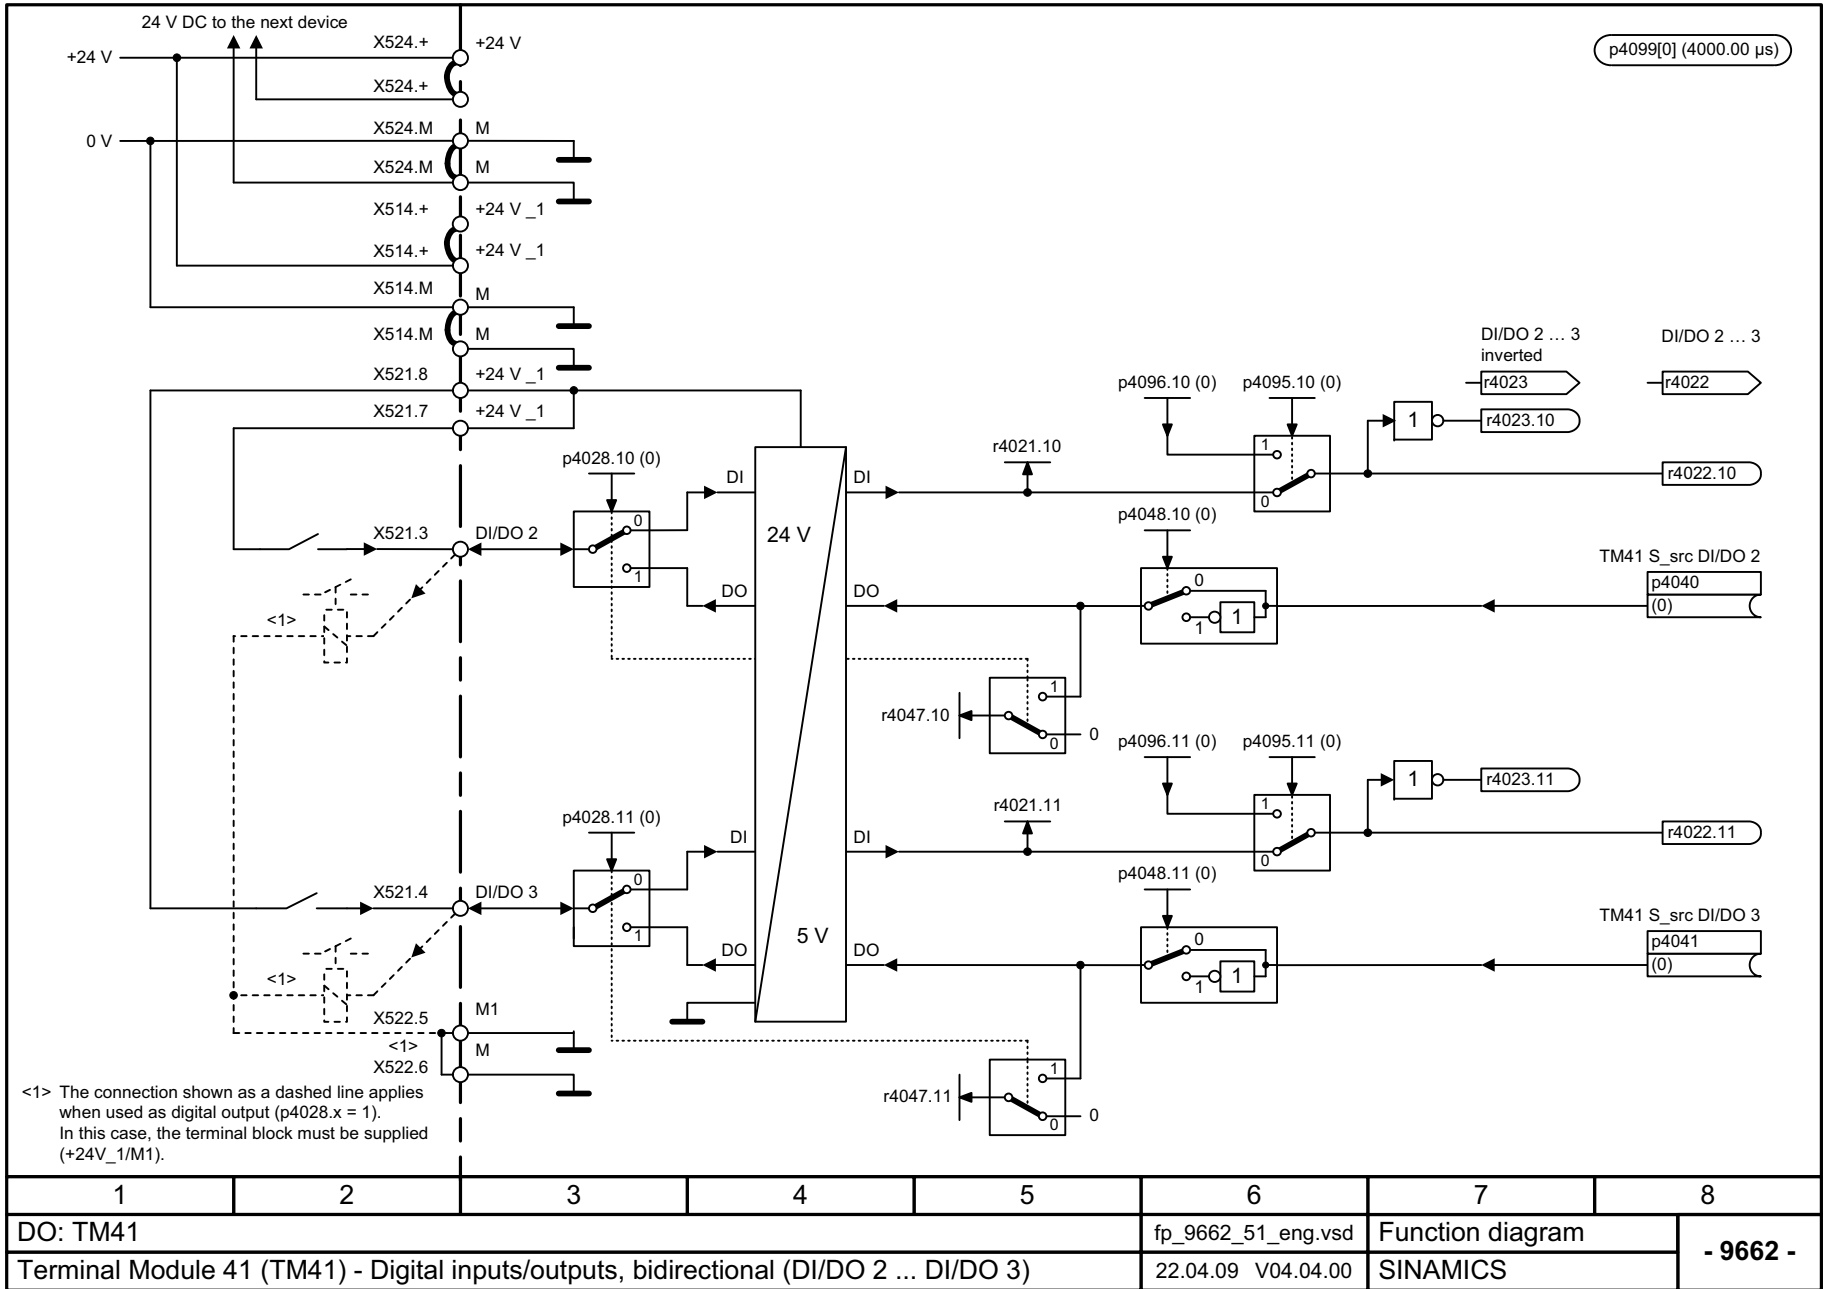 24 V DC to the next device
+24 V
X524.+
+24 V
p4099[0] (4000.00 µs)
X524.+
0 V
X524.M
M
X524.M
M
X514.+
+24 V _1
X514.+
+24 V _1
X514.M
M
X514.M
M
DI/DO 2 … 3
inverted
DI/DO 2 … 3
r4023
r4022
X521.8
+24 V _1
X521.7
+24 V _1
p4096.10 (0)
p4095.10 (0)
1
r4023.10
r4021.10
1
0
r4022.10
p4028.10 (0)
DI
DI
24 V
X521.3
DI/DO 2
0
1
DO
DO
p4048.10 (0)
0
1
1
TM41 S_src DI/DO 2
p4040
(0)
<1>
r4047.10
1
0
0
p4096.11 (0)
p4095.11 (0)
1
r4023.11
r4021.11
1
0
r4022.11
p4028.11 (0)
DI
DI
X521.4
DI/DO 3
0
1
DO
5 V
DO
p4048.11 (0)
0
1
1
TM41 S_src DI/DO 3
p4041
(0)
<1>
X522.5
M1
<1>
X522.6
M
r4047.11
1
0
0
<1> The connection shown as a dashed line applies
when used as digital output (p4028.x = 1).
In this case, the terminal block must be supplied
(+24V_1/M1).
1
2
3
4
5
6
7
8
DO: TM41
fp_9662_51_eng.vsd
Function diagram
- 9662 -
Terminal Module 41 (TM41) - Digital inputs/outputs, bidirectional (DI/DO 2 ... DI/DO 3)
22.04.09 V04.04.00
SINAMICS